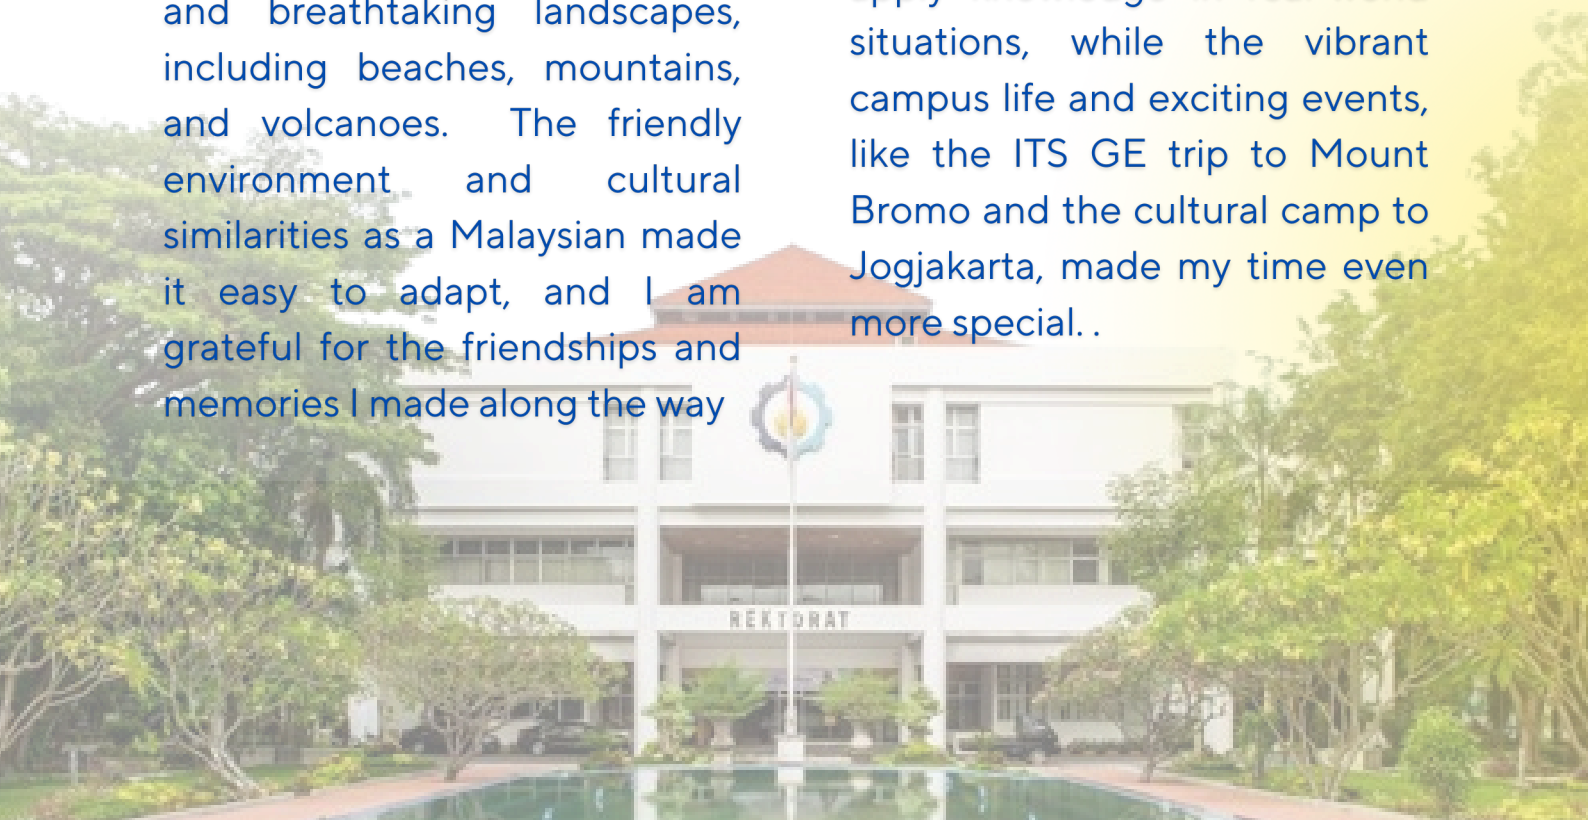 and breathtaking landscapes,
including beaches, mountains,
and volcanoes. The friendly
environment and cultural
similarities as a Malaysian made
it easy to adapt, and I am
grateful for the friendships and
memories I made along the way
situations, while the vibrant
campus life and exciting events,
like the ITS GE trip to Mount
Bromo and the cultural camp to
Jogjakarta, made my time even
more special. .
REKTORAT